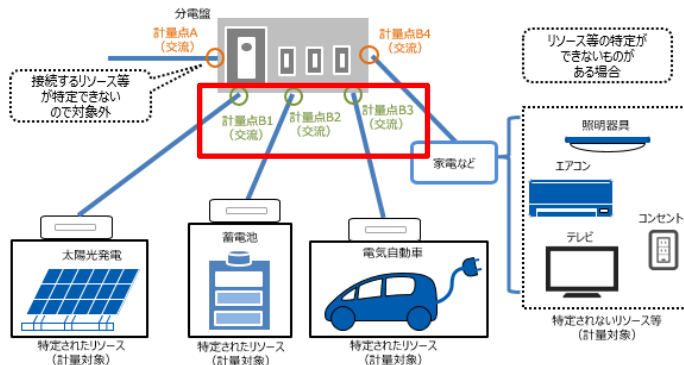 分電盤
計量点A
（交流）
計量点B4
（交流）
リソース等の特定が
できないものが
ある場合
接続するリソース等
が特定できない
ので対象外
計量点B1
（交流）
計量点B2
（交流）
計量点B3
（交流）
家電など
照明器具
エアコン
コンセント
テレビ
太陽光発電
蓄電池
電気自動車
特定されたリソース
（計量対象）
特定されたリソース
（計量対象）
特定されたリソース
（計量対象）
特定されないリソース等
（計量対象）